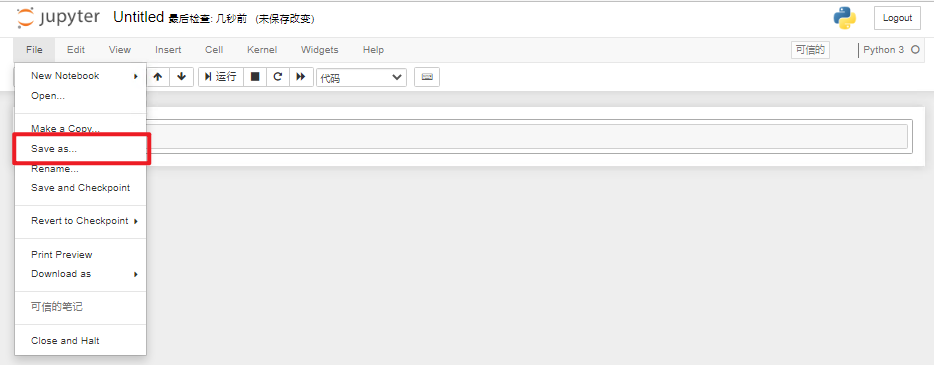 jupyter Untitled 最后检查: 几秒前 (未保存改变) Logout
File Edit View Insert Cell Kernel Widgets Help 可信的 Python 3
运行 代码
New Notebook
Open...
Make a Copy...
Save as...
Rename...
Save and Checkpoint
Revert to Checkpoint
Print Preview
Download as
可信的笔记
Close and Halt